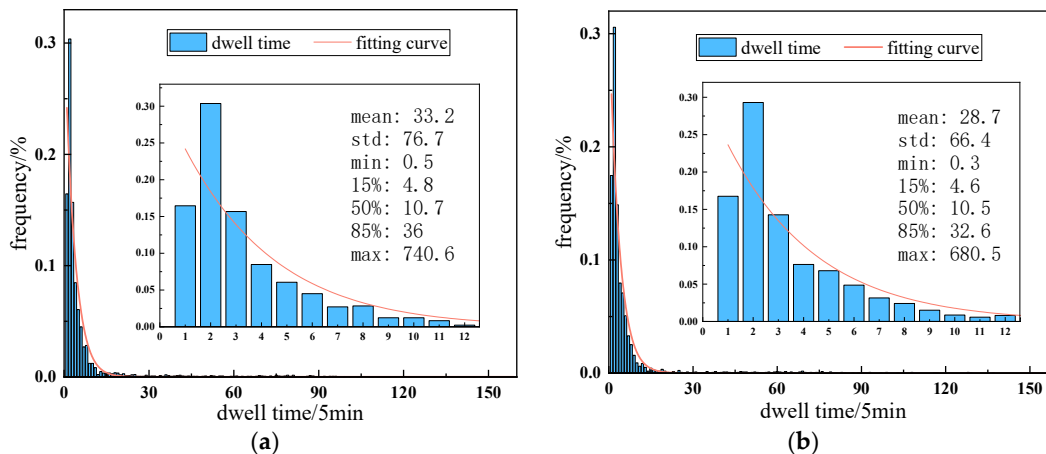 0.3
0.2
0.1
0.0
frequency/%
dwell time
fitting curve
0.30
0.25
0.20
0.15
0.10
0.05
0.00
mean: 33.2
std: 76.7
min: 0.5
15%: 4.8
50%: 10.7
85%: 36
max: 740.6
0 1 2 3 4 5 6 7 8 9 10 11 12
0 30 60 90 120 150
dwell time/5min
(a)
0.3
0.2
0.1
0.0
frequency/%
dwell time
fitting curve
0.30
0.25
0.20
0.15
0.10
0.05
0.00
mean: 28.7
std: 66.4
min: 0.3
15%: 4.6
50%: 10.5
85%: 32.6
max: 680.5
0 1 2 3 4 5 6 7 8 9 10 11 12
0 30 60 90 120 150
dwell time/5min
(b)